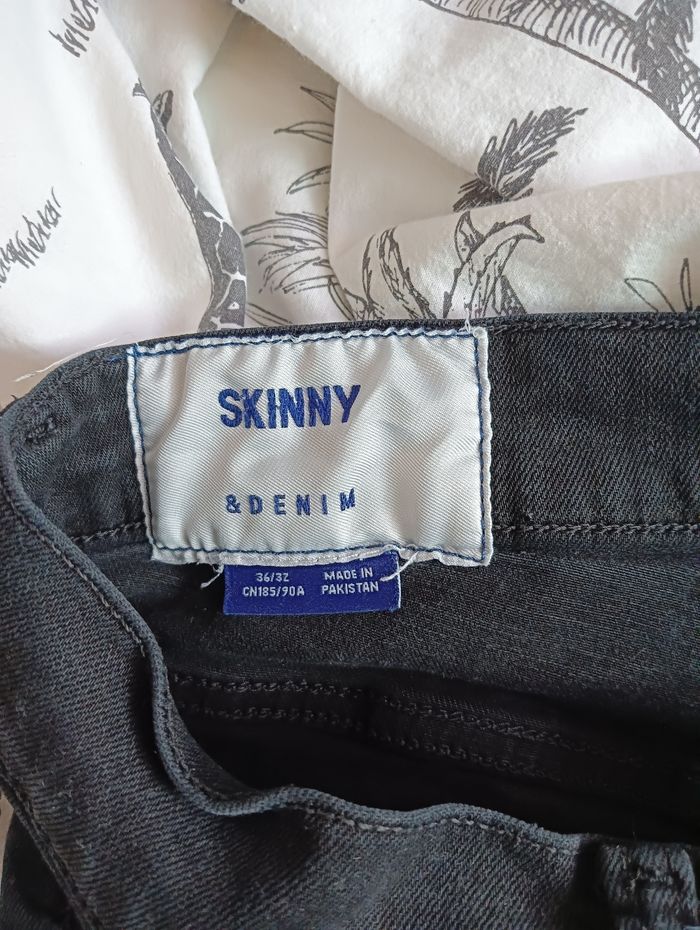 SKINNY
&DENIM
36/32 MADE IN
CN185/90A PAKISTAN